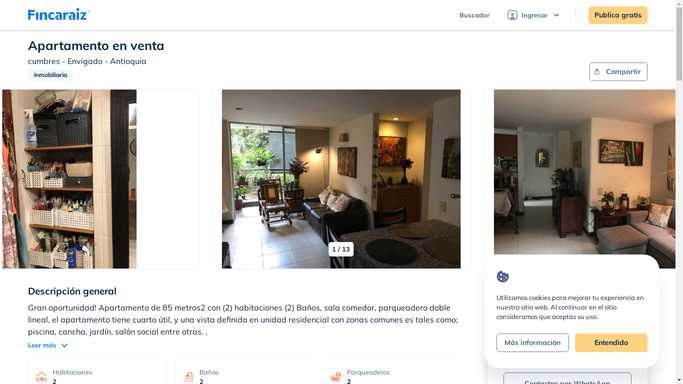 Fincaraiz
Buscador
Ingresar
Publica gratis
Apartamento en venta
cumbres - Envigado - Antioquia
Inmobiliaria
Compartir
1 / 13
Descripción general
Gran oportunidad! Apartamento de 85 metros2 con (2) habitaciones (2) Baños, sala comedor, parqueadero doble
lineal, el apartamento tiene cuarto útil, y una vista definida en unidad residencial con zonas comunes es tales como;
piscina, cancha, jardín, salón social entre otras. ,
Leer más
Habitaciones
2
Baños
2
Parqueaderos
2
Utilizamos cookies para mejorar tu experiencia en
nuestro sitio web. Al continuar en el sitio
consideramos que aceptas su uso.
Más información
Entendido
Contactar por WhatsApp